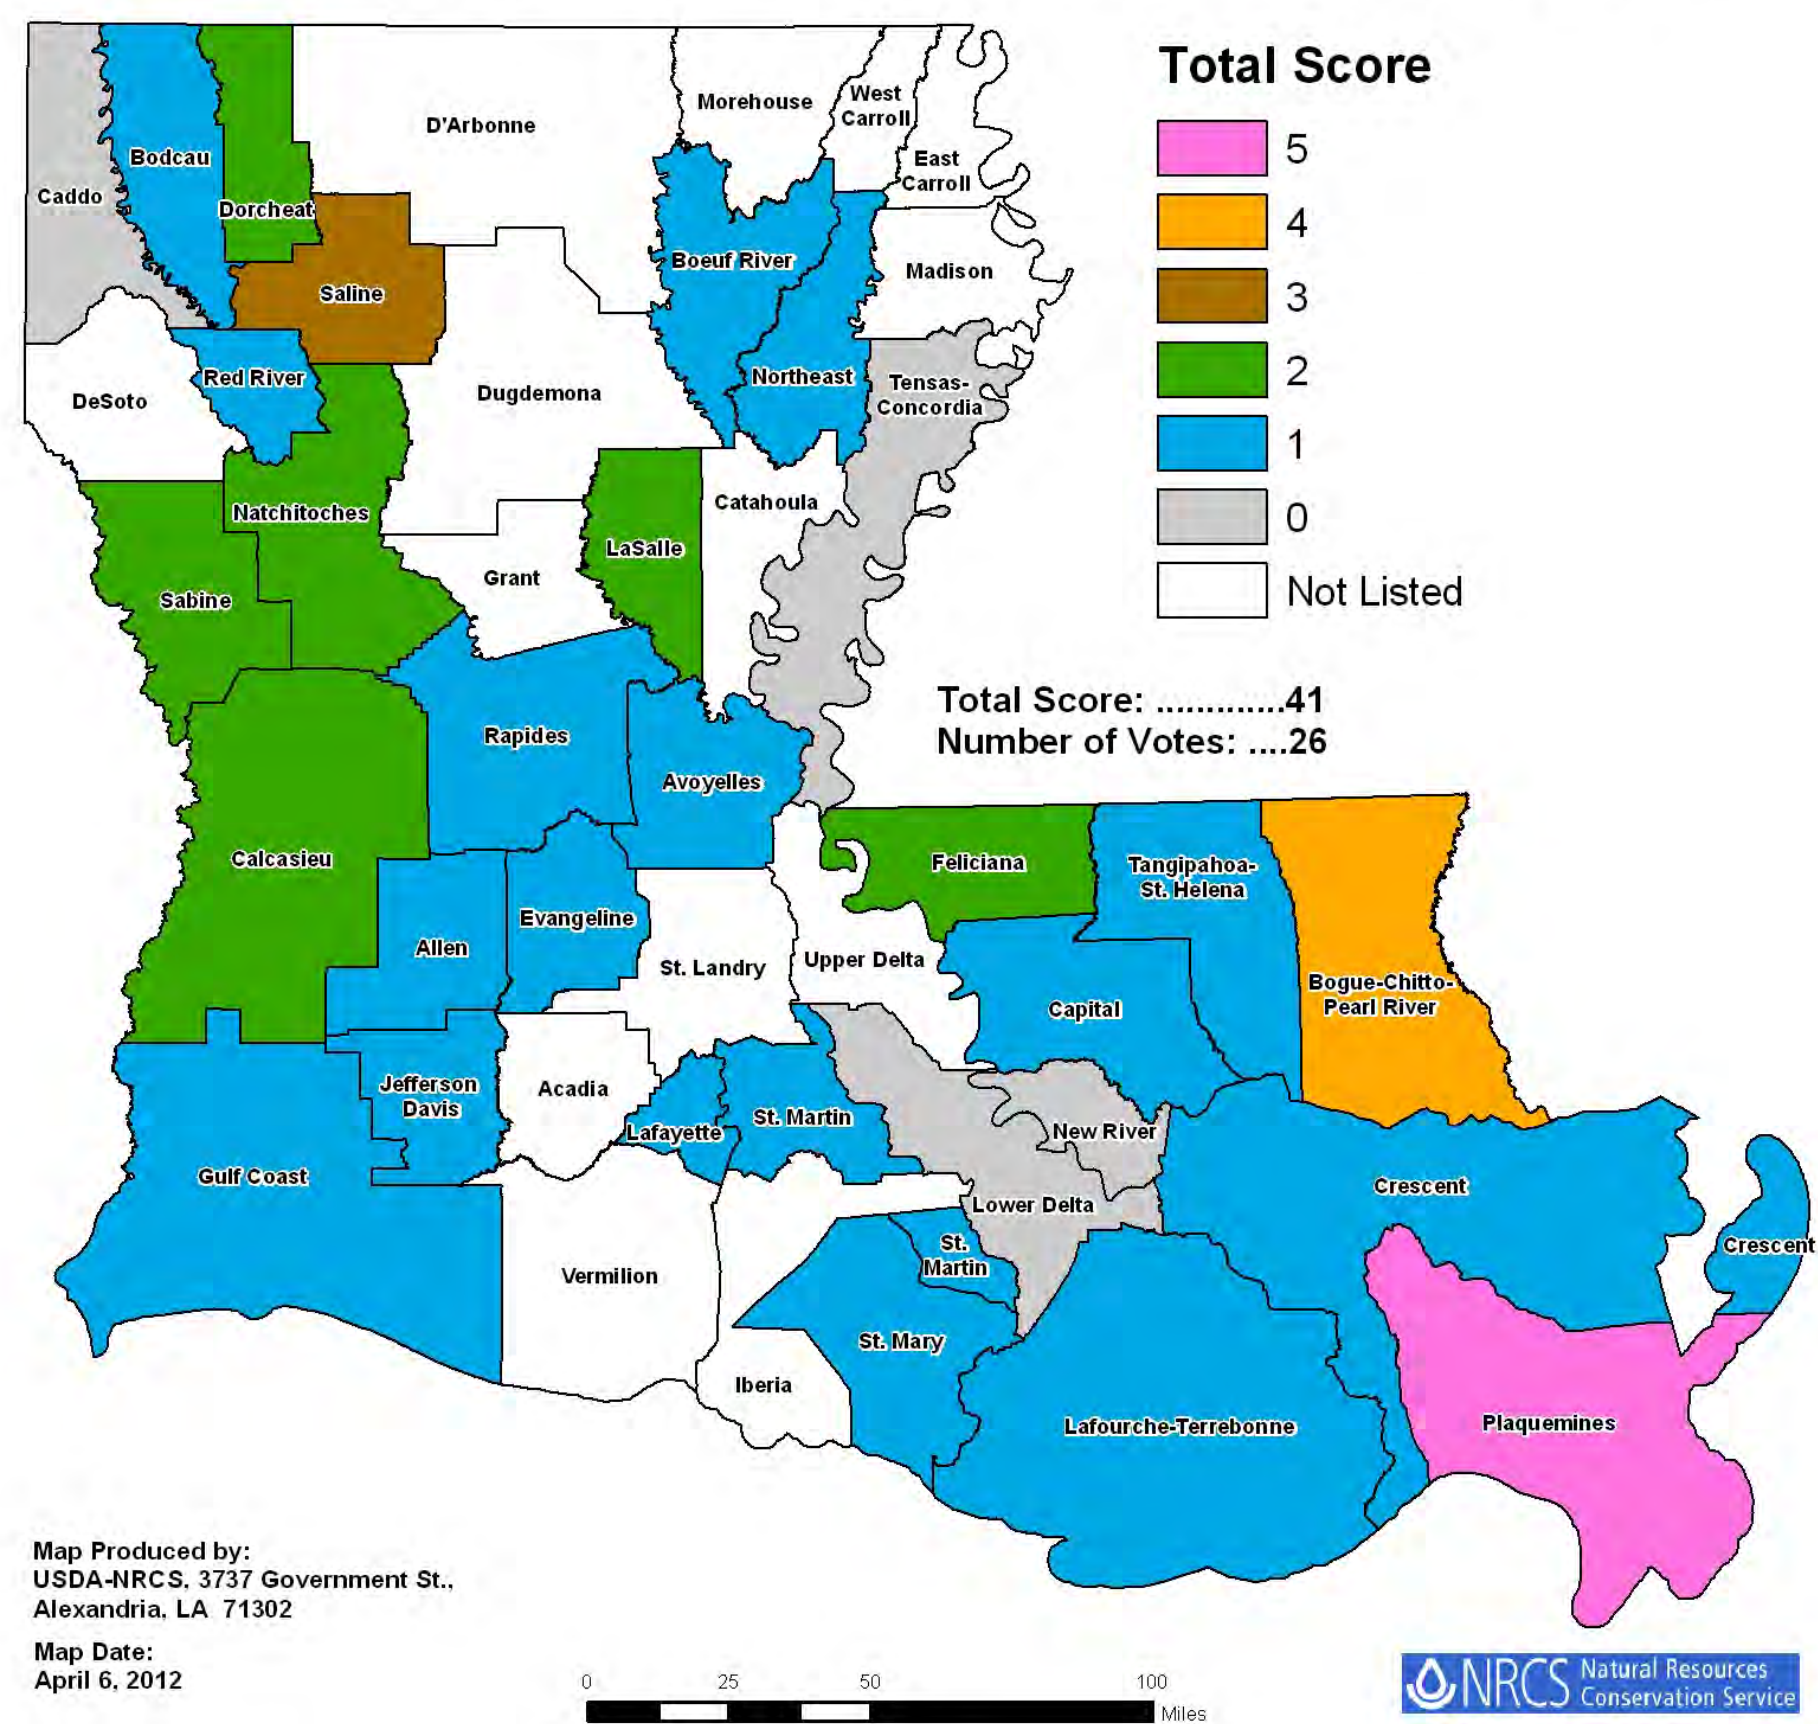 Total Score
5
4
3
2
1
0
Not Listed
Total Score: .............41
Number of Votes: ....26
Caddo
Bodcau
Dorcheat
D'Arbonne
Morehouse
West
Carroll
East
Carroll
Saline
Boeuf River
Madison
DeSoto
Red River
Dugdemona
Northeast
Tensas-
Concordia
Natchitoches
Catahoula
LaSalle
Grant
Sabine
Rapides
Avoyelles
Calcasieu
Feliciana
Tangipahoa-
St. Helena
Evangeline
Allen
St. Landry
Upper Delta
Bogue-Chitto-
Pearl River
Capital
Jefferson
Davis
Acadia
Lafayette
St. Martin
New River
Gulf Coast
Crescent
Lower Delta
Crescent
St.
Martin
Vermilion
St. Mary
Iberia
Lafourche-Terrebonne
Plaquemines
Map Produced by:
USDA-NRCS, 3737 Government St.,
Alexandria, LA 71302
Map Date:
April 6, 2012
0 25 50 100
Miles
NRCS
Natural Resources
Conservation Service